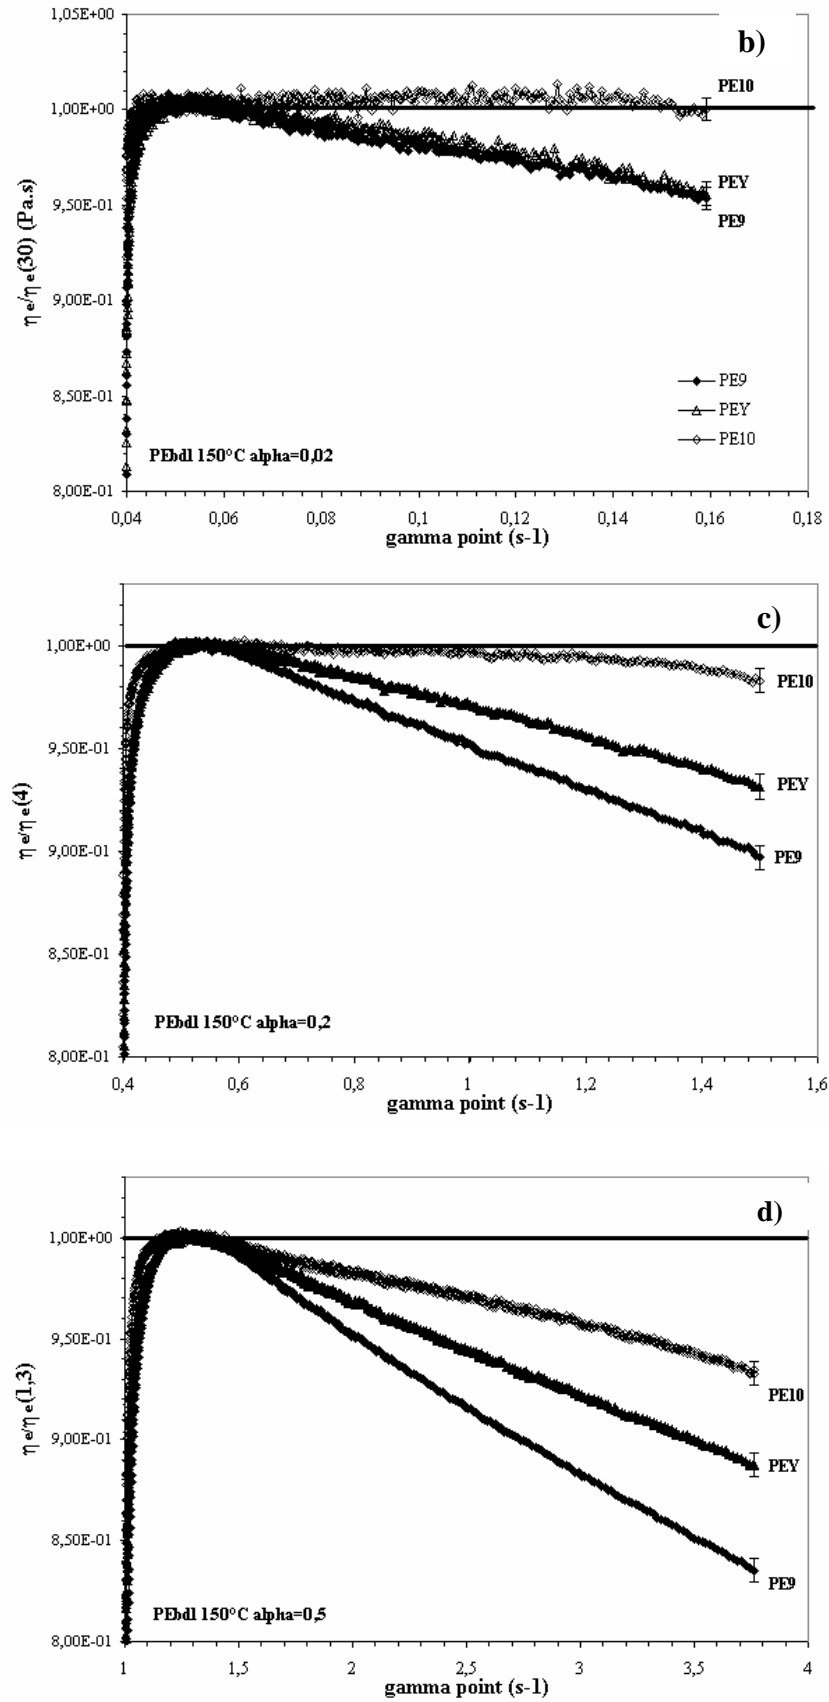 b)
1,05E+00
1,00E+00
9,50E-01
9,00E-01
8,50E-01
8,00E-01
η e/η e(30) (Pa.s)
PE10
PEY
PE9
PE9
PEY
PE10
PEbdl 150°C alpha=0,02
0,04 0,06 0,08 0,1 0,12 0,14 0,16 0,18
gamma point (s-1)
c)
1,00E+00
9,50E-01
9,00E-01
8,50E-01
8,00E-01
η e/η e(4)
PE10
PEY
PE9
PEbdl 150°C alpha=0,2
0,4 0,6 0,8 1 1,2 1,4 1,6
gamma point (s-1)
d)
1,00E+00
9,50E-01
9,00E-01
8,50E-01
8,00E-01
η e/η e(1,3)
PE10
PEY
PE9
PEbdl 150°C alpha=0,5
1 1,5 2 2,5 3 3,5 4
gamma point (s-1)